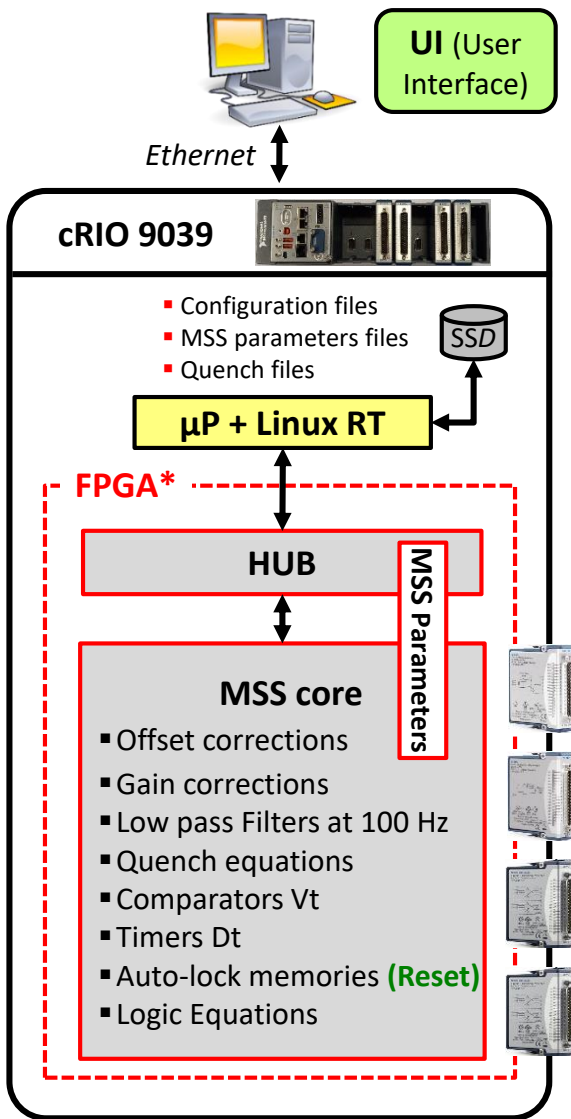 UI (User
Interface)
Ethernet
cRIO 9039
▪ Configuration files
▪ MSS parameters files
▪ Quench files
SSD
µP + Linux RT
FPGA*
HUB
MSS Parameters
MSS core
▪ Offset corrections
▪ Gain corrections
▪ Low pass Filters at 100 Hz
▪ Quench equations
▪ Comparators Vt
▪ Timers Dt
▪ Auto-lock memories (Reset)
▪ Logic Equations